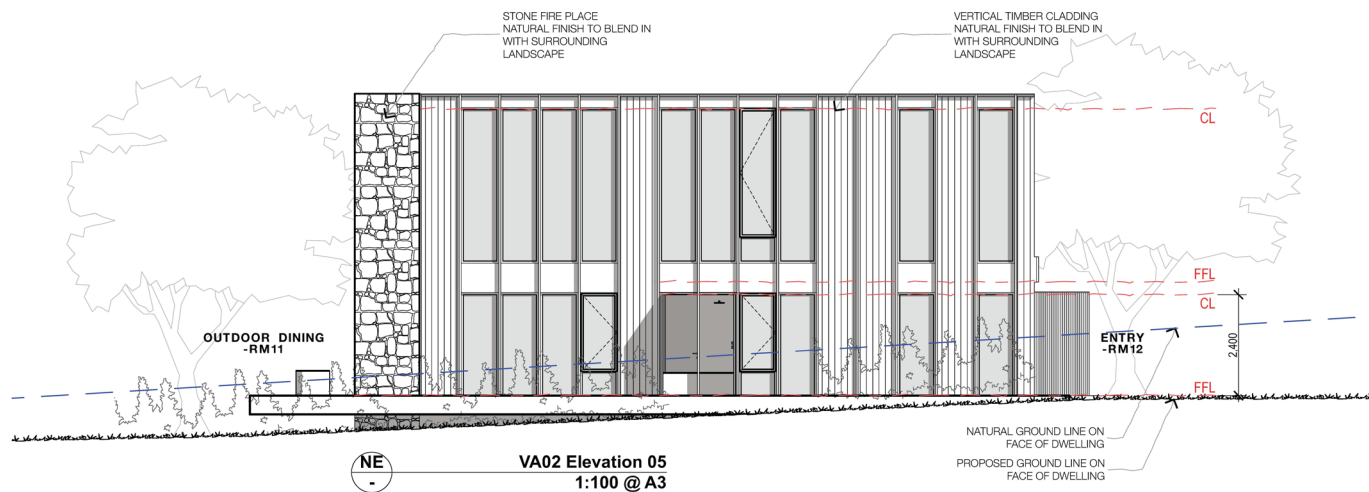 STONE FIRE PLACE
NATURAL FINISH TO BLEND IN
WITH SURROUNDING
LANDSCAPE
VERTICAL TIMBER CLADDING
NATURAL FINISH TO BLEND IN
WITH SURROUNDING
LANDSCAPE
CL
FFL
CL
OUTDOOR DINING
-RM11
ENTRY
-RM12
2.400
FFL
NATURAL GROUND LINE ON
FACE OF DWELLING
PROPOSED GROUND LINE ON
FACE OF DWELLING
NE
-
VA02 Elevation 05
1:100 @ A3